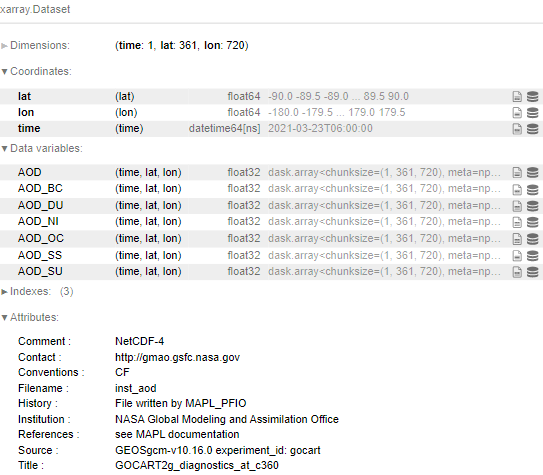 xarray.Dataset
► Dimensions: (time: 1, lat: 361, lon: 720)
▼ Coordinates:
lat (lat) float64 -90.0 -89.5 -89.0 ... 89.5 90.0
lon (lon) float64 -180.0 -179.5 ... 179.0 179.5
time (time) datetime64[ns] 2021-03-23T06:00:00
▼ Data variables:
AOD (time, lat, lon) float32 dask.array<chunksize=(1, 361, 720), meta=np...
AOD_BC (time, lat, lon) float32 dask.array<chunksize=(1, 361, 720), meta=np...
AOD_DU (time, lat, lon) float32 dask.array<chunksize=(1, 361, 720), meta=np...
AOD_NI (time, lat, lon) float32 dask.array<chunksize=(1, 361, 720), meta=np...
AOD_OC (time, lat, lon) float32 dask.array<chunksize=(1, 361, 720), meta=np...
AOD_SS (time, lat, lon) float32 dask.array<chunksize=(1, 361, 720), meta=np...
AOD_SU (time, lat, lon) float32 dask.array<chunksize=(1, 361, 720), meta=np...
► Indexes: (3)
▼ Attributes:
Comment : NetCDF-4
Contact : http://gmao.gsfc.nasa.gov
Conventions : CF
Filename : inst_aod
History : File written by MAPL_PFIO
Institution : NASA Global Modeling and Assimilation Office
References : see MAPL documentation
Source : GEOSgcm-v10.16.0 experiment_id: gocart
Title : GOCART2g_diagnostics_at_c360